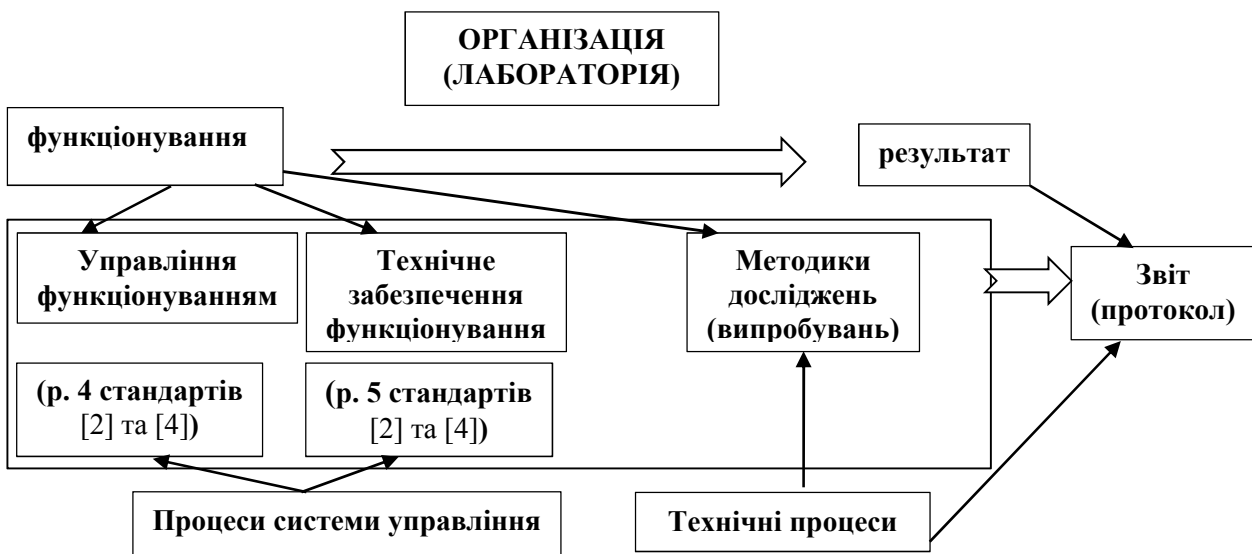 ОРГАНІЗАЦІЯ
(ЛАБОРАТОРІЯ)
функціонування
результат
Управління
функціонуванням
Технічне
забезпечення
функціонування
Методики
досліджень
(випробувань)
Звіт
(протокол)
(р. 4 стандартів
[2] та [4])
(р. 5 стандартів
[2] та [4])
Процеси системи управління
Технічні процеси